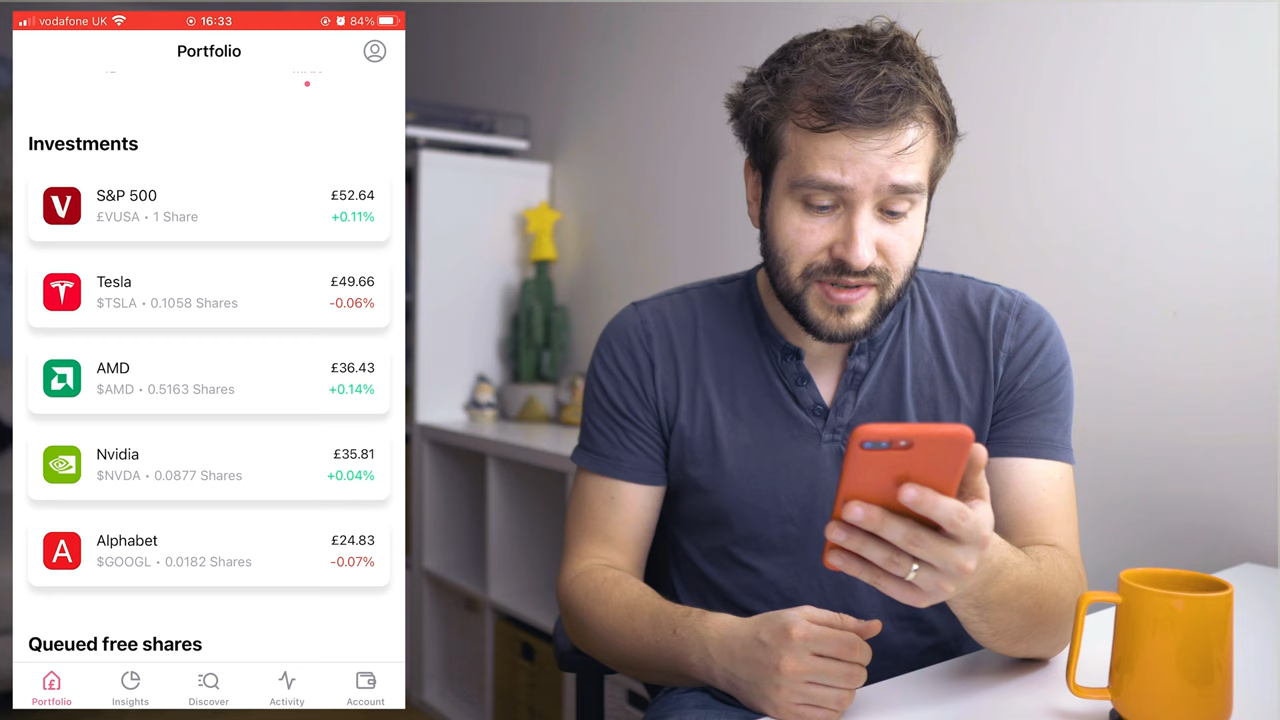 vodafone UK 16:33 84%
Portfolio
Investments
V S&P 500 £52.64
£VUSA • 1 Share +0.11%
Tesla £49.66
$TSLA • 0.1058 Shares -0.06%
AMD £36.43
$AMD • 0.5163 Shares +0.14%
Nvidia £35.81
$NVDA • 0.0877 Shares +0.04%
A Alphabet £24.83
$GOOGL • 0.0182 Shares -0.07%
Queued free shares
£
Portfolio Insights Discover Activity Account